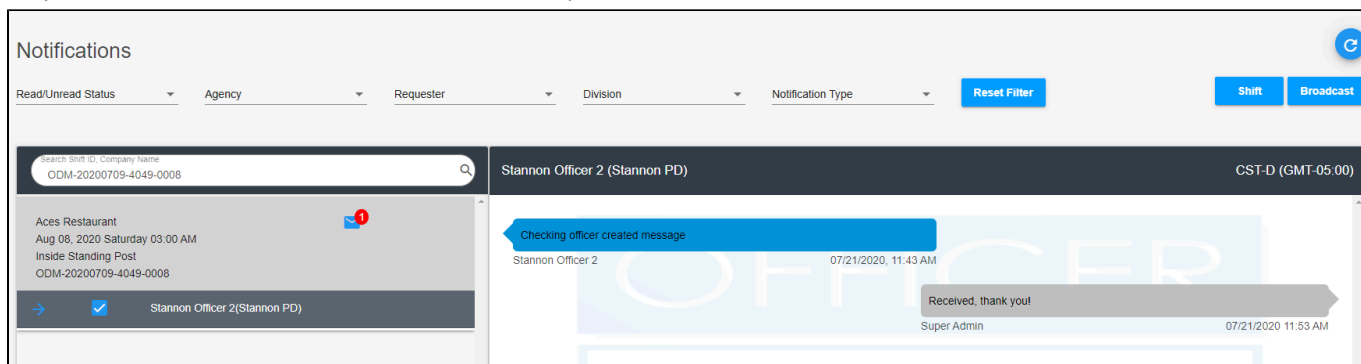 Notifications
Read/Unread Status Agency Requester Division Notification Type Reset Filter Shift Broadcast
Search Shift ID, Company Name
ODM-20200709-4049-0008
Stannon Officer 2 (Stannon PD) CST-D (GMT-05:00)
Aces Restaurant
1
Aug 08, 2020 Saturday 03:00 AM
Inside Standing Post
ODM-20200709-4049-0008
Stannon Officer 2(Stannon PD)
Checking officer created message
Stannon Officer 2 07/21/2020, 11:43 AM
OFFICER
Received, thank you!
Super Admin 07/21/2020 11:53 AM